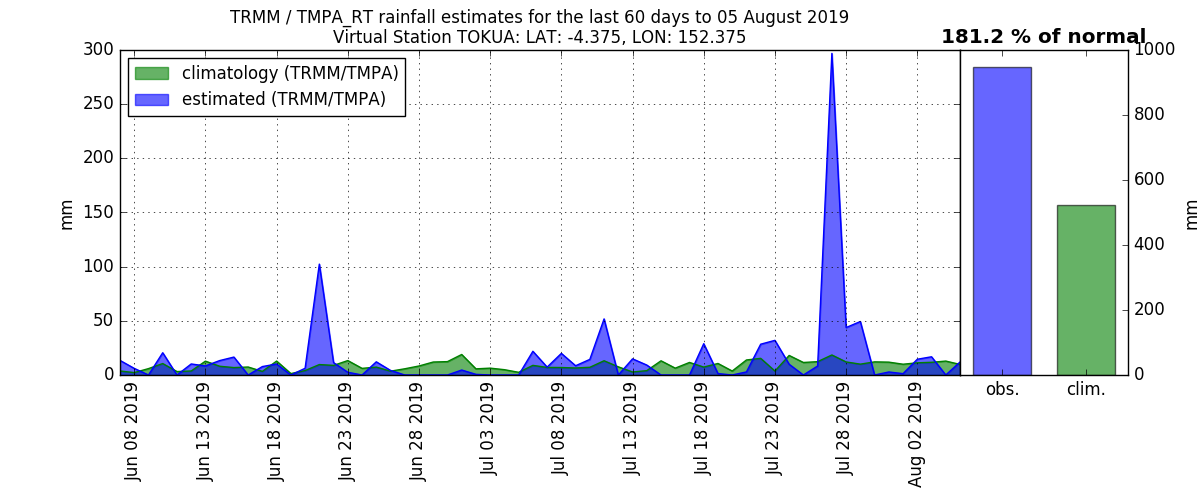 TRMM / TMPA_RT rainfall estimates for the last 60 days to 05 August 2019
Virtual Station TOKUA: LAT: -4.375, LON: 152.375
181.2 % of normal
climatology (TRMM/TMPA)
estimated (TRMM/TMPA)
300
250
200
150
100
50
0
mm
Jun 08 2019
Jun 13 2019
Jun 18 2019
Jun 23 2019
Jun 28 2019
Jul 03 2019
Jul 08 2019
Jul 13 2019
Jul 18 2019
Jul 23 2019
Jul 28 2019
Aug 02 2019
obs.
clim.
1000
800
600
400
200
0
mm